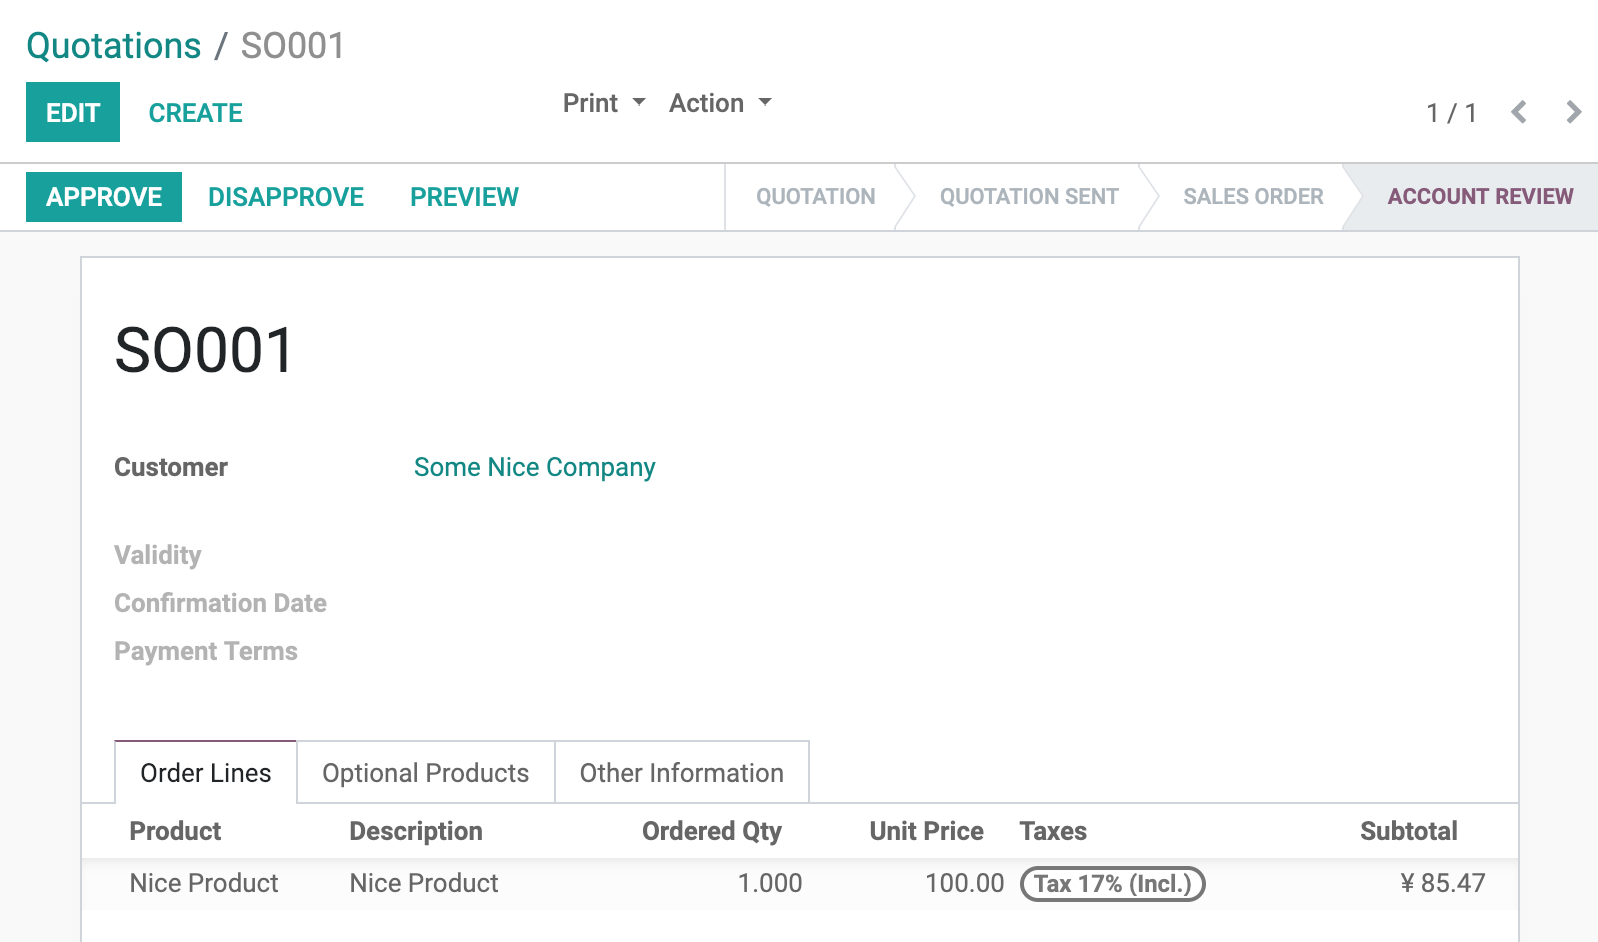 Quotations / SO001
EDIT CREATE Print Action 1 / 1
APPROVE DISAPPROVE PREVIEW QUOTATION QUOTATION SENT SALES ORDER ACCOUNT REVIEW
SO001
Customer Some Nice Company
Validity
Confirmation Date
Payment Terms
Order Lines Optional Products Other Information
Product Description Ordered Qty Unit Price Taxes Subtotal
Nice Product Nice Product 1.000 100.00 Tax 17% (Incl.) ¥ 85.47